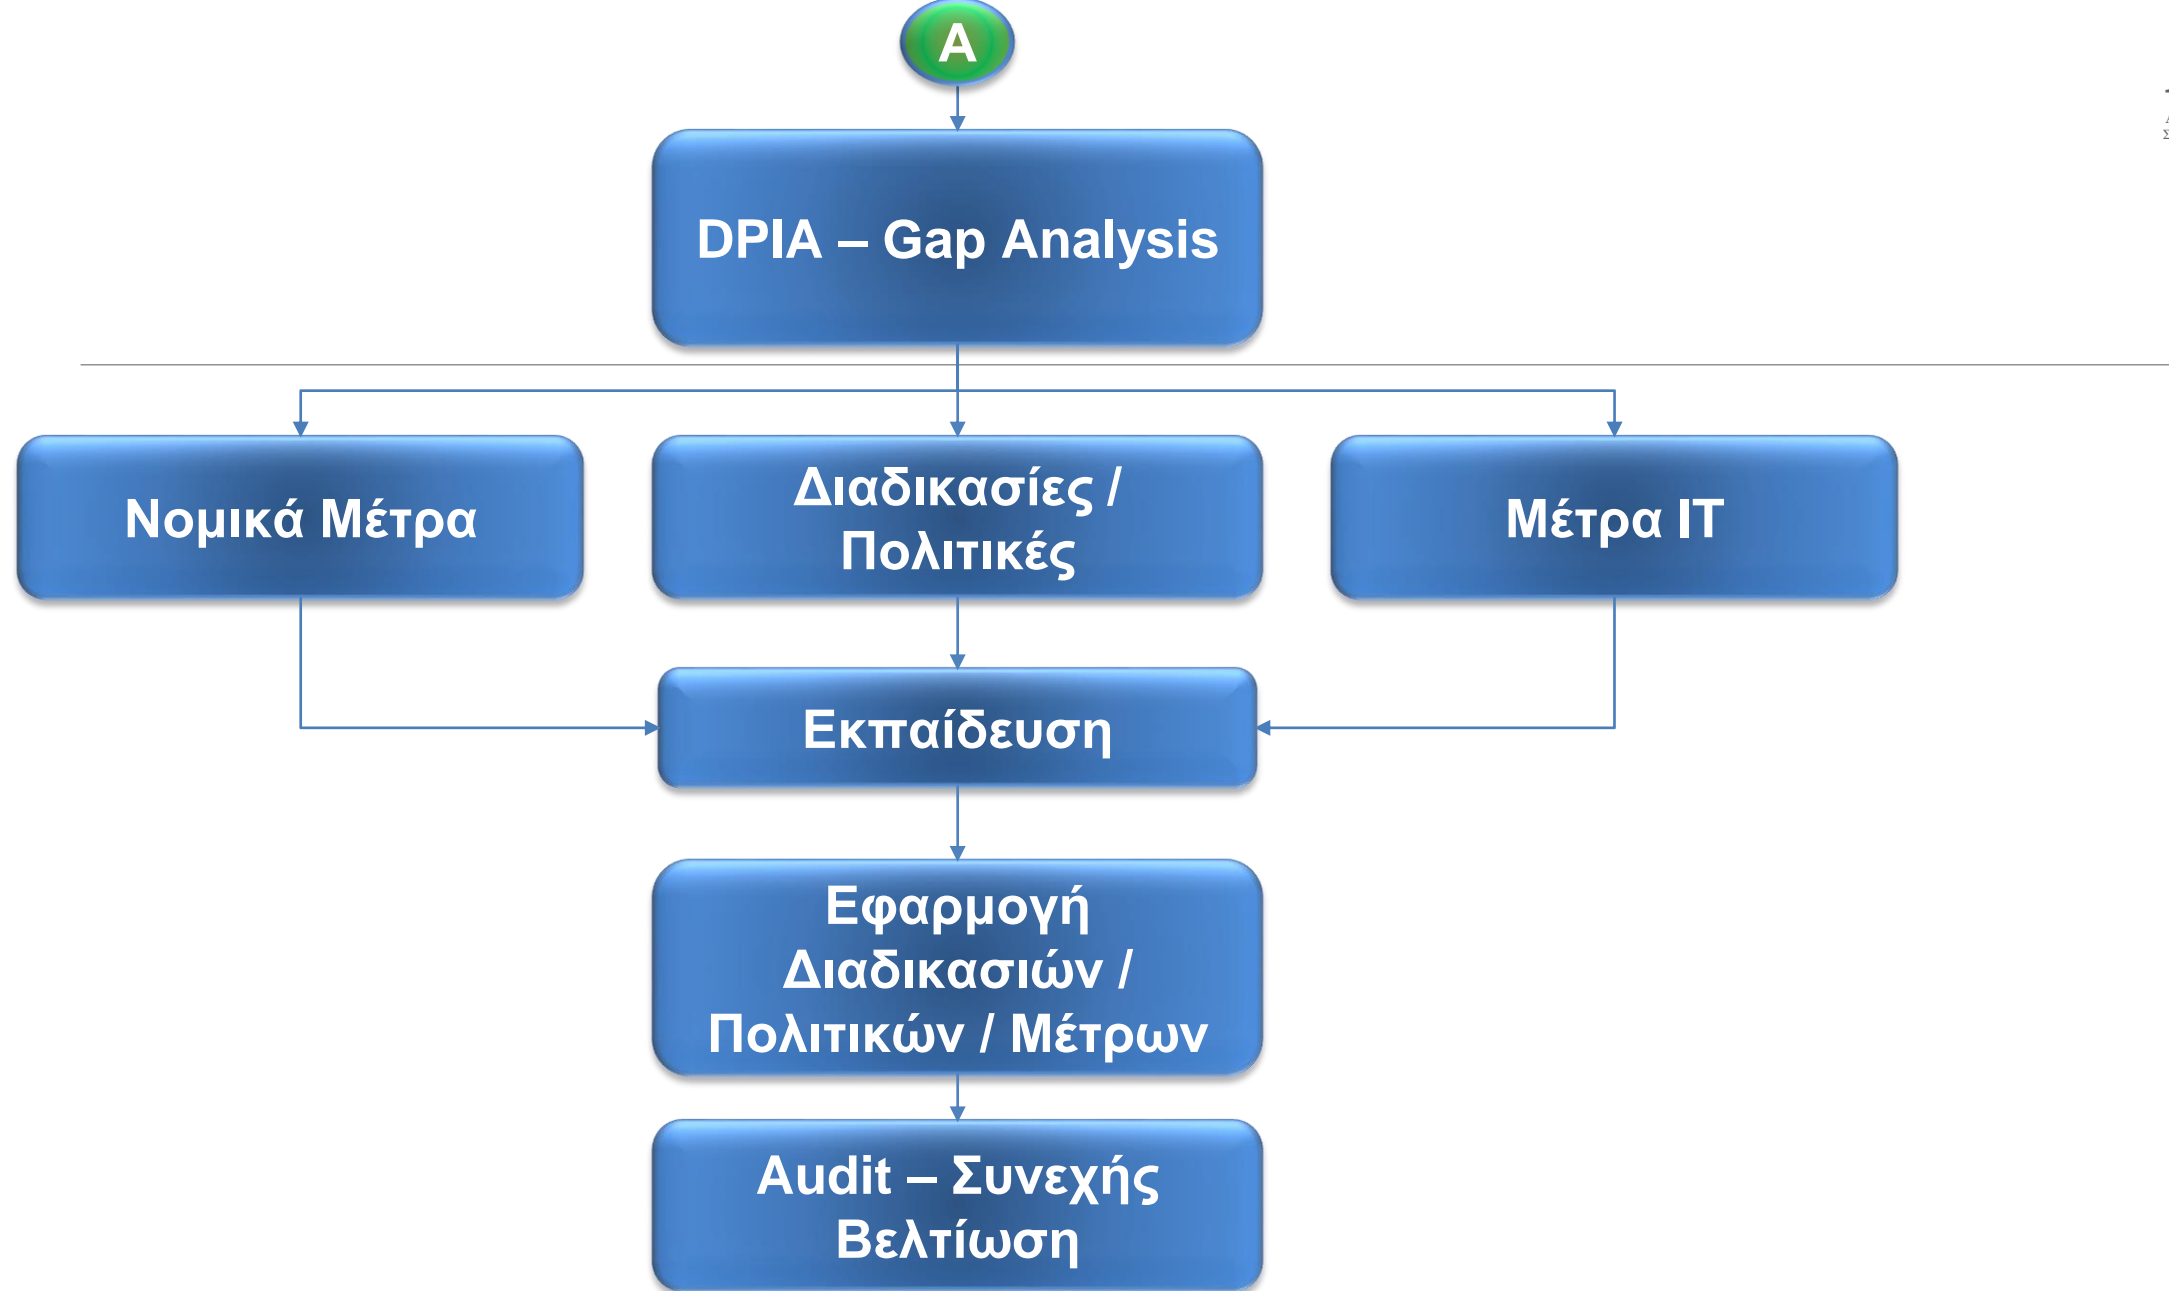 A
DPIA – Gap Analysis
Νομικά Μέτρα
Διαδικασίες /
Πολιτικές
Μέτρα IT
Εκπαίδευση
Εφαρμογή
Διαδικασιών /
Πολιτικών / Μέτρων
Audit – Συνεχής
Βελτίωση